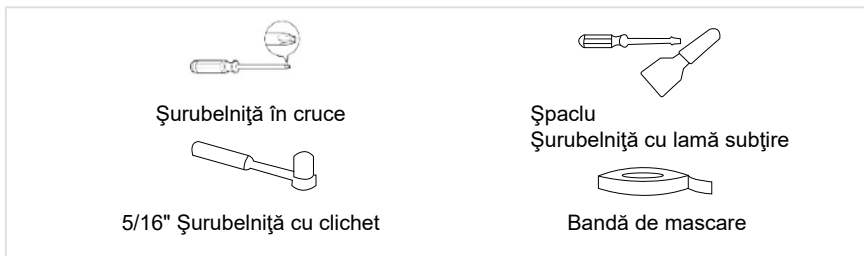 Şurubelniţă în cruce
Şpaclu
Şurubelniţă cu lamă subţire
5/16" Şurubelniţă cu clichet
Bandă de mascare